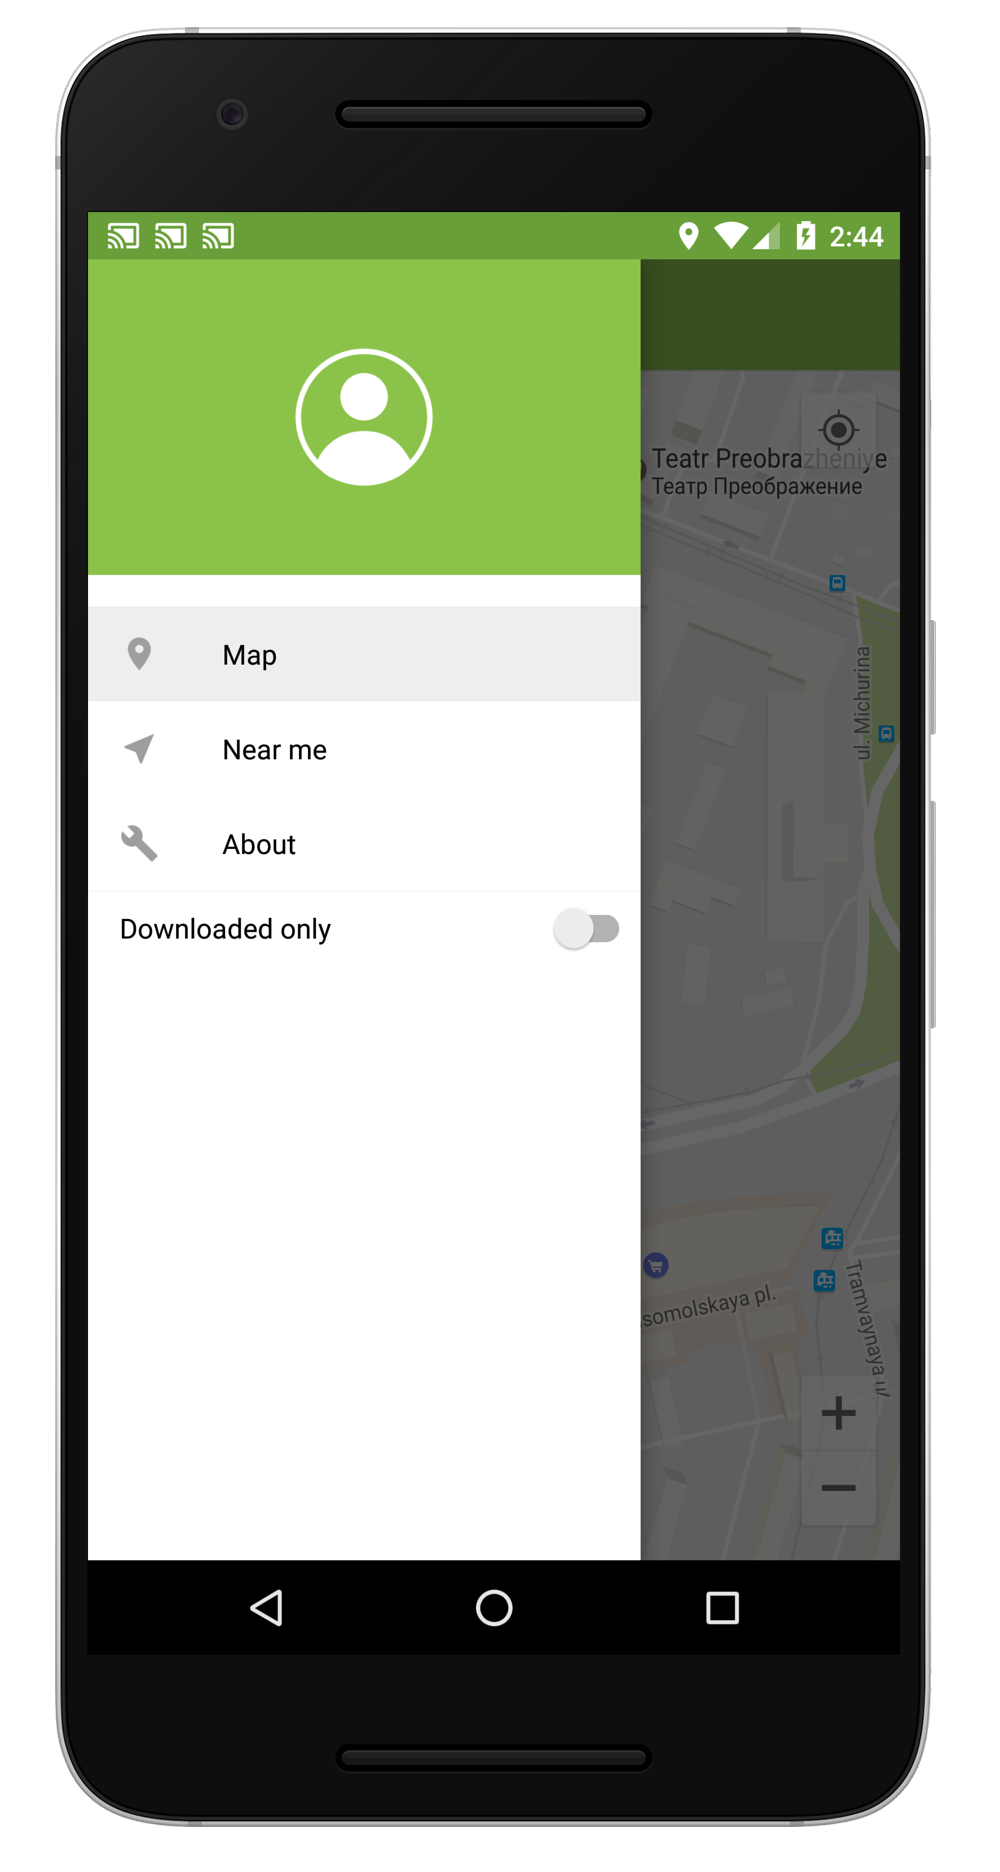 2:44
Teatr Preobrazheniye
Театр Преображение
Map
ul. Michurina
Near me
About
Downloaded only
somolskaya pl.
Tramvaynaya ul